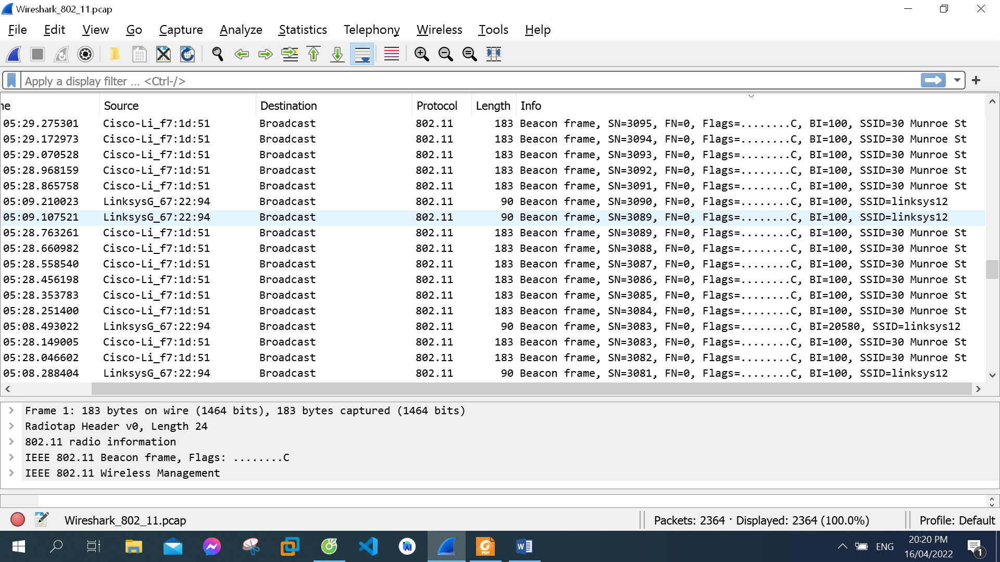 Wireshark_802_11.pcap
File Edit View Go Capture Analyze Statistics Telephony Wireless Tools Help
Apply a display filter ... <Ctrl-/>
Source Destination Protocol Length Info
05:29.275301 Cisco-Li_f7:1d:51 Broadcast 802.11 183 Beacon frame, SN=3095, FN=0, Flags=........C, BI=100, SSID=30 Munroe St
05:29.172973 Cisco-Li_f7:1d:51 Broadcast 802.11 183 Beacon frame, SN=3094, FN=0, Flags=........C, BI=100, SSID=30 Munroe St
05:29.070528 Cisco-Li_f7:1d:51 Broadcast 802.11 183 Beacon frame, SN=3093, FN=0, Flags=........C, BI=100, SSID=30 Munroe St
05:28.968159 Cisco-Li_f7:1d:51 Broadcast 802.11 183 Beacon frame, SN=3092, FN=0, Flags=........C, BI=100, SSID=30 Munroe St
05:28.865758 Cisco-Li_f7:1d:51 Broadcast 802.11 183 Beacon frame, SN=3091, FN=0, Flags=........C, BI=100, SSID=30 Munroe St
05:09.210023 LinksysG_67:22:94 Broadcast 802.11 90 Beacon frame, SN=3090, FN=0, Flags=........C, BI=100, SSID=linksys12
05:09.107521 LinksysG_67:22:94 Broadcast 802.11 90 Beacon frame, SN=3089, FN=0, Flags=........C, BI=100, SSID=linksys12
05:28.763261 Cisco-Li_f7:1d:51 Broadcast 802.11 183 Beacon frame, SN=3089, FN=0, Flags=........C, BI=100, SSID=30 Munroe St
05:28.660982 Cisco-Li_f7:1d:51 Broadcast 802.11 183 Beacon frame, SN=3088, FN=0, Flags=........C, BI=100, SSID=30 Munroe St
05:28.558540 Cisco-Li_f7:1d:51 Broadcast 802.11 183 Beacon frame, SN=3087, FN=0, Flags=........C, BI=100, SSID=30 Munroe St
05:28.456198 Cisco-Li_f7:1d:51 Broadcast 802.11 183 Beacon frame, SN=3086, FN=0, Flags=........C, BI=100, SSID=30 Munroe St
05:28.353783 Cisco-Li_f7:1d:51 Broadcast 802.11 183 Beacon frame, SN=3085, FN=0, Flags=........C, BI=100, SSID=30 Munroe St
05:28.251400 Cisco-Li_f7:1d:51 Broadcast 802.11 183 Beacon frame, SN=3084, FN=0, Flags=........C, BI=100, SSID=30 Munroe St
05:08.493022 LinksysG_67:22:94 Broadcast 802.11 90 Beacon frame, SN=3083, FN=0, Flags=........C, BI=20580, SSID=linksys12
05:28.149005 Cisco-Li_f7:1d:51 Broadcast 802.11 183 Beacon frame, SN=3083, FN=0, Flags=........C, BI=100, SSID=30 Munroe St
05:28.046602 Cisco-Li_f7:1d:51 Broadcast 802.11 183 Beacon frame, SN=3082, FN=0, Flags=........C, BI=100, SSID=30 Munroe St
05:08.288404 LinksysG_67:22:94 Broadcast 802.11 90 Beacon frame, SN=3081, FN=0, Flags=........C, BI=100, SSID=linksys12
Frame 1: 183 bytes on wire (1464 bits), 183 bytes captured (1464 bits)
Radiotap Header v0, Length 24
802.11 radio information
IEEE 802.11 Beacon frame, Flags: ........C
IEEE 802.11 Wireless Management
Wireshark_802_11.pcap Packets: 2364 · Displayed: 2364 (100.0%) Profile: Default
PDF
ENG
20:20 PM
16/04/2022
1